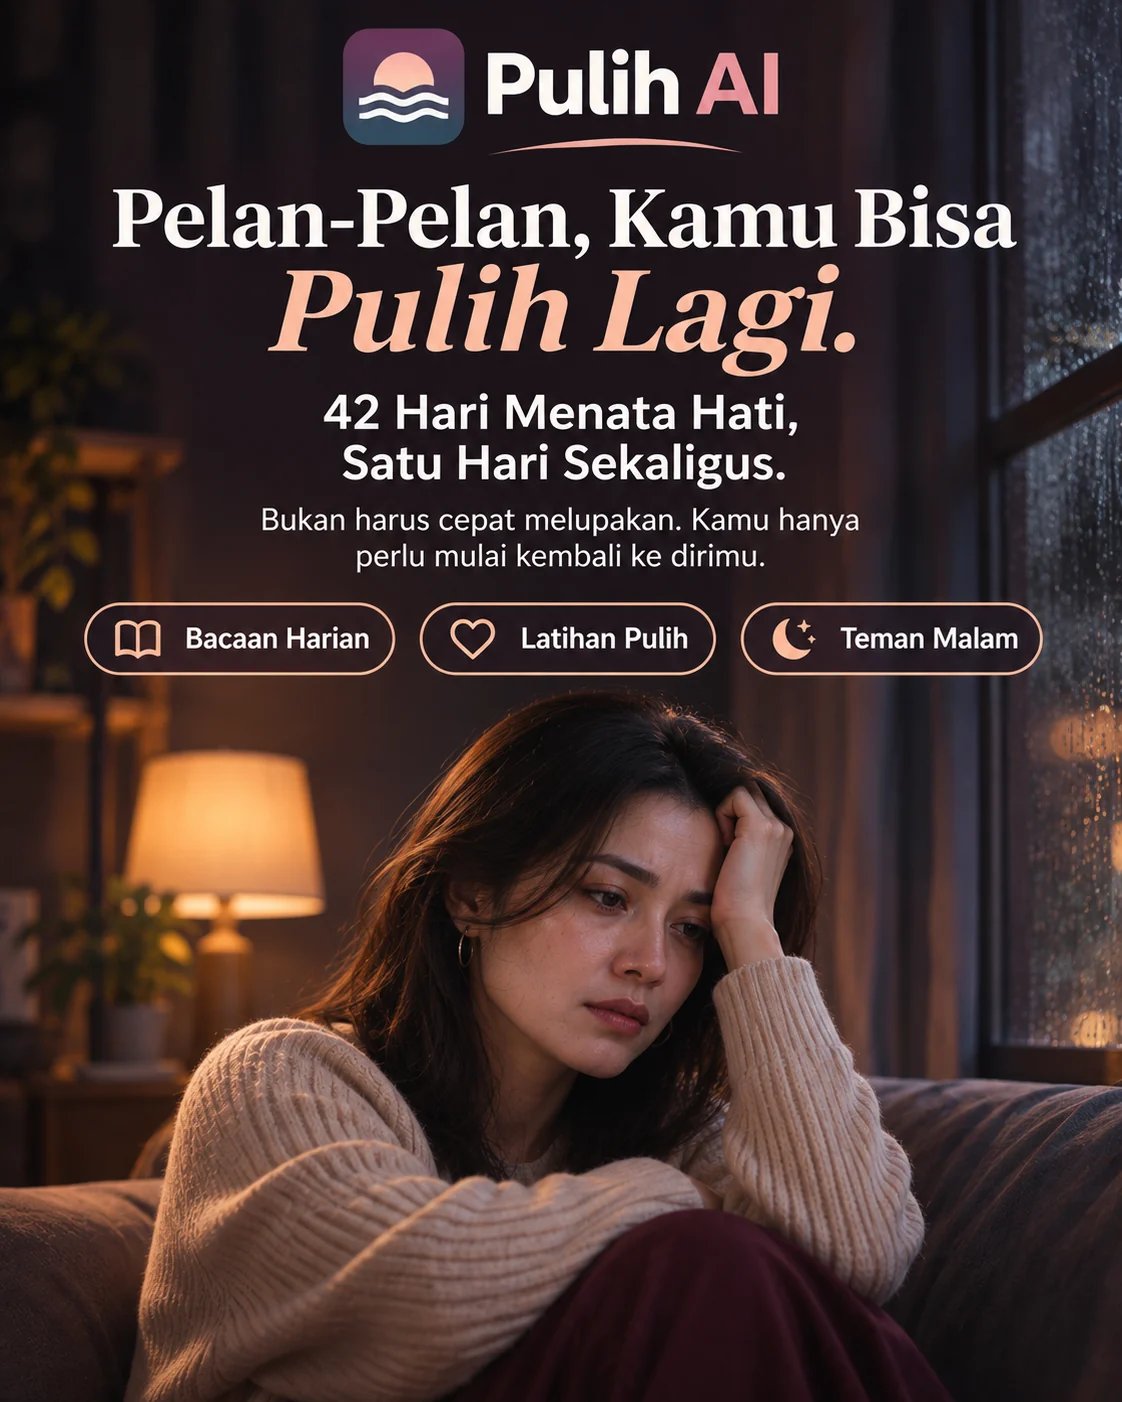 Pulih AI
Pelan-Pelan, Kamu Bisa
Pulih Lagi.
42 Hari Menata Hati,
Satu Hari Sekaligus.
Bukan harus cepat melupakan. Kamu hanya
perlu mulai kembali ke dirimu.
Bacaan Harian
Latihan Pulih
Teman Malam